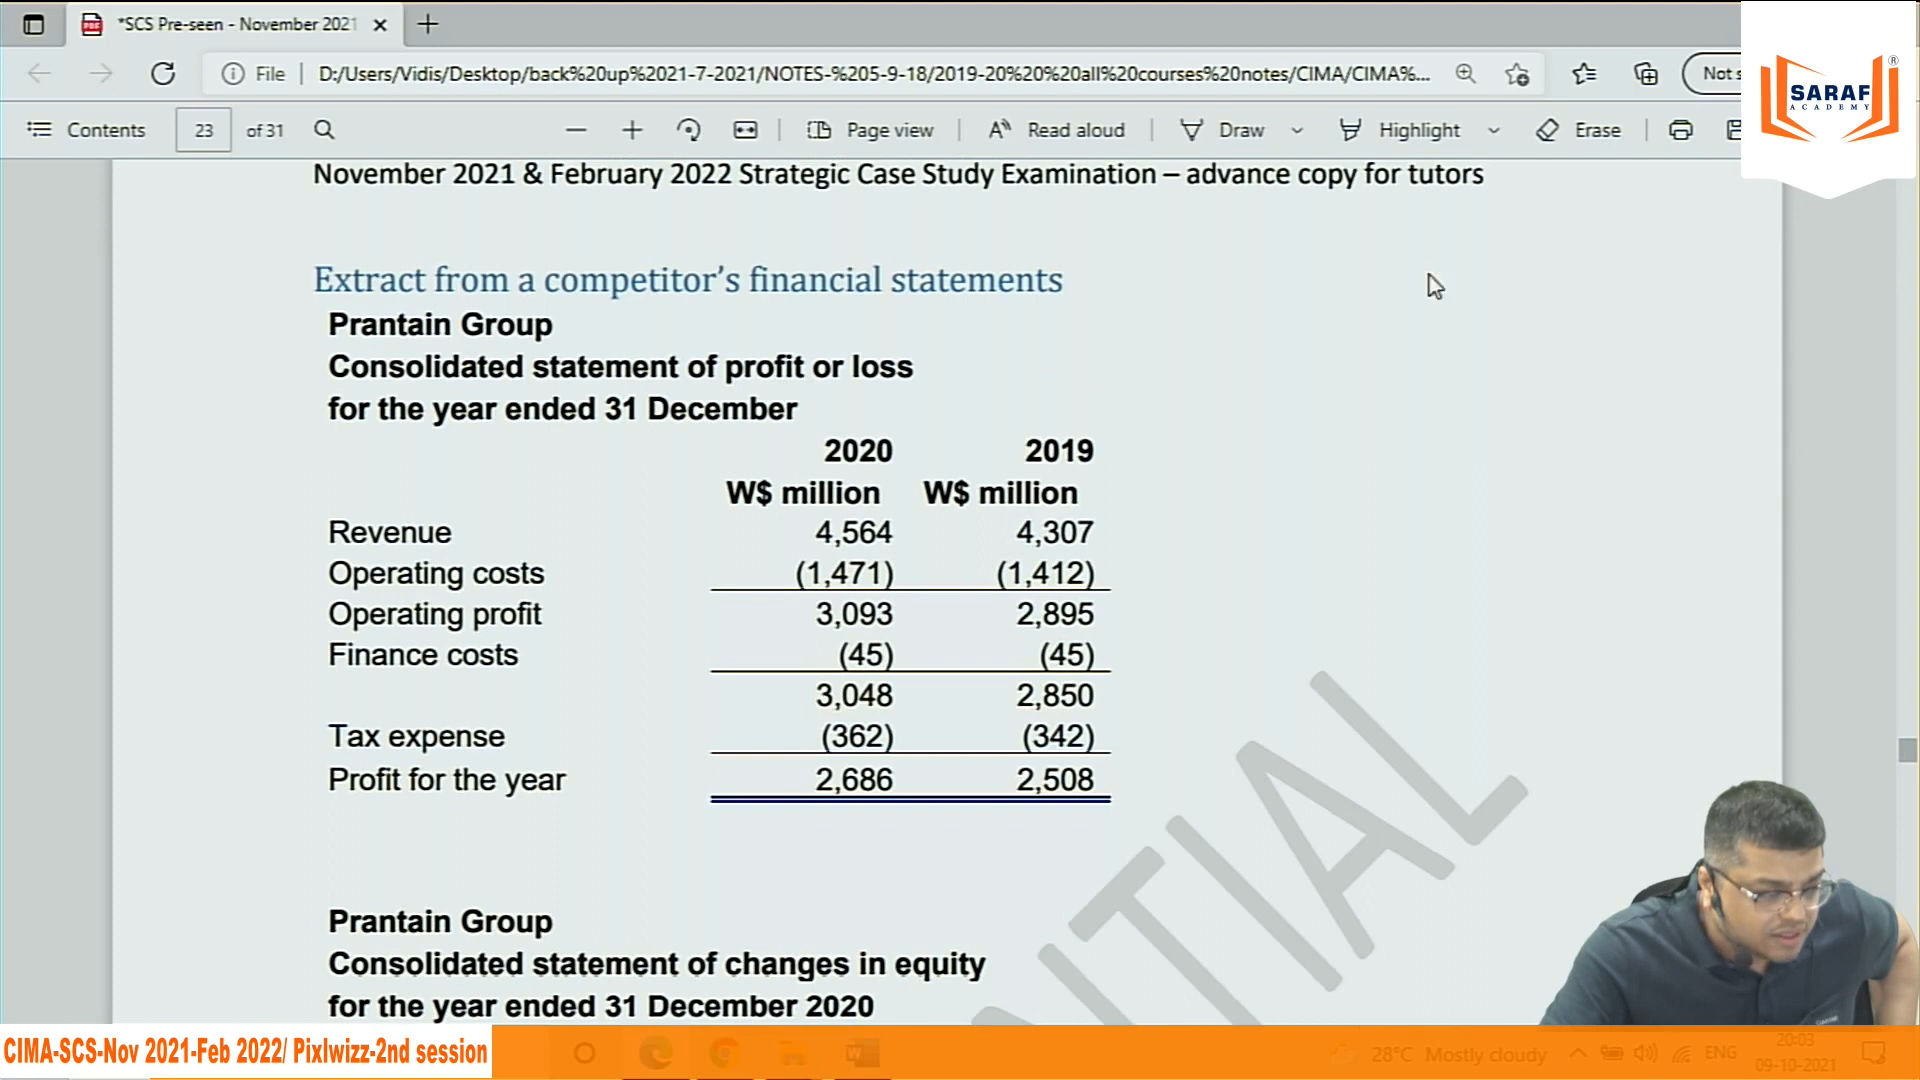 *SCS Pre-seen - November 2021
File
D:/Users/Vidis/Desktop/back%20up%2021-7-2021/NOTES-%205-9-18/2019-20%20%20all%20courses%20notes/CIMA/CIMA%...
Not s
SARAF
ACADEMY
®
Contents
23
of 31
Page view
Read aloud
Draw
Highlight
Erase
November 2021 & February 2022 Strategic Case Study Examination – advance copy for tutors
Extract from a competitor's financial statements
Prantain Group
Consolidated statement of profit or loss
for the year ended 31 December
2020 2019
W$ million W$ million
Revenue 4,564 4,307
Operating costs (1,471) (1,412)
Operating profit 3,093 2,895
Finance costs (45) (45)
3,048 2,850
Tax expense (362) (342)
Profit for the year 2,686 2,508
NTIAL
Prantain Group
Consolidated statement of changes in equity
for the year ended 31 December 2020
CIMA-SCS-Nov 2021-Feb 2022/ Pixlwizz-2nd session
28°C Mostly cloudy
ENG
20:03
09-10-2021